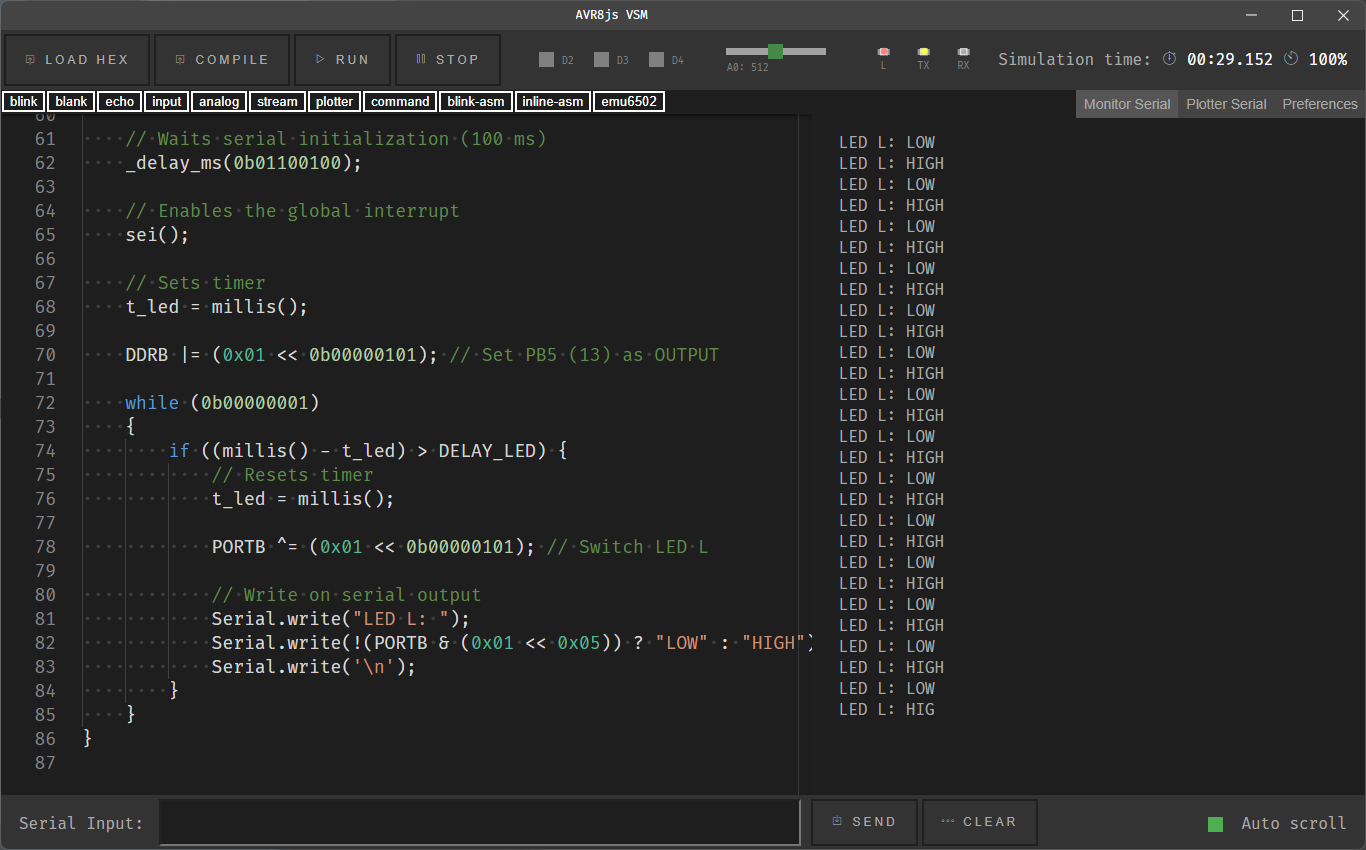 AVR8js VSM
LOAD HEX COMPILE RUN STOP D2 D3 D4 A0: 512 L TX RX Simulation time: 00:29.152 100%
blink blank echo input analog stream plotter command blink-asm inline-asm emu6502 Monitor Serial Plotter Serial Preferences
60
61 // Waits serial initialization (100 ms)
62 _delay_ms(0b01100100);
63
64 // Enables the global interrupt
65 sei();
66
67 // Sets timer
68 t_led = millis();
69
70 DDRB |= (0x01 << 0b00000101); // Set PB5 (13) as OUTPUT
71
72 while (0b00000001)
73 {
74 if ((millis() - t_led) > DELAY_LED) {
75 // Resets timer
76 t_led = millis();
77
78 PORTB ^= (0x01 << 0b00000101); // Switch LED L
79
80 // Write on serial output
81 Serial.write("LED L: ");
82 Serial.write(!(PORTB & (0x01 << 0x05)) ? "LOW" : "HIGH")
83 Serial.write('\n');
84 }
85 }
86 }
87
LED L: LOW
LED L: HIGH
LED L: LOW
LED L: HIGH
LED L: LOW
LED L: HIGH
LED L: LOW
LED L: HIGH
LED L: LOW
LED L: HIGH
LED L: LOW
LED L: HIGH
LED L: LOW
LED L: HIGH
LED L: LOW
LED L: HIGH
LED L: LOW
LED L: HIGH
LED L: LOW
LED L: HIGH
LED L: LOW
LED L: HIGH
LED L: LOW
LED L: HIGH
LED L: LOW
LED L: HIGH
LED L: LOW
LED L: HIG
Serial Input: SEND CLEAR Auto scroll